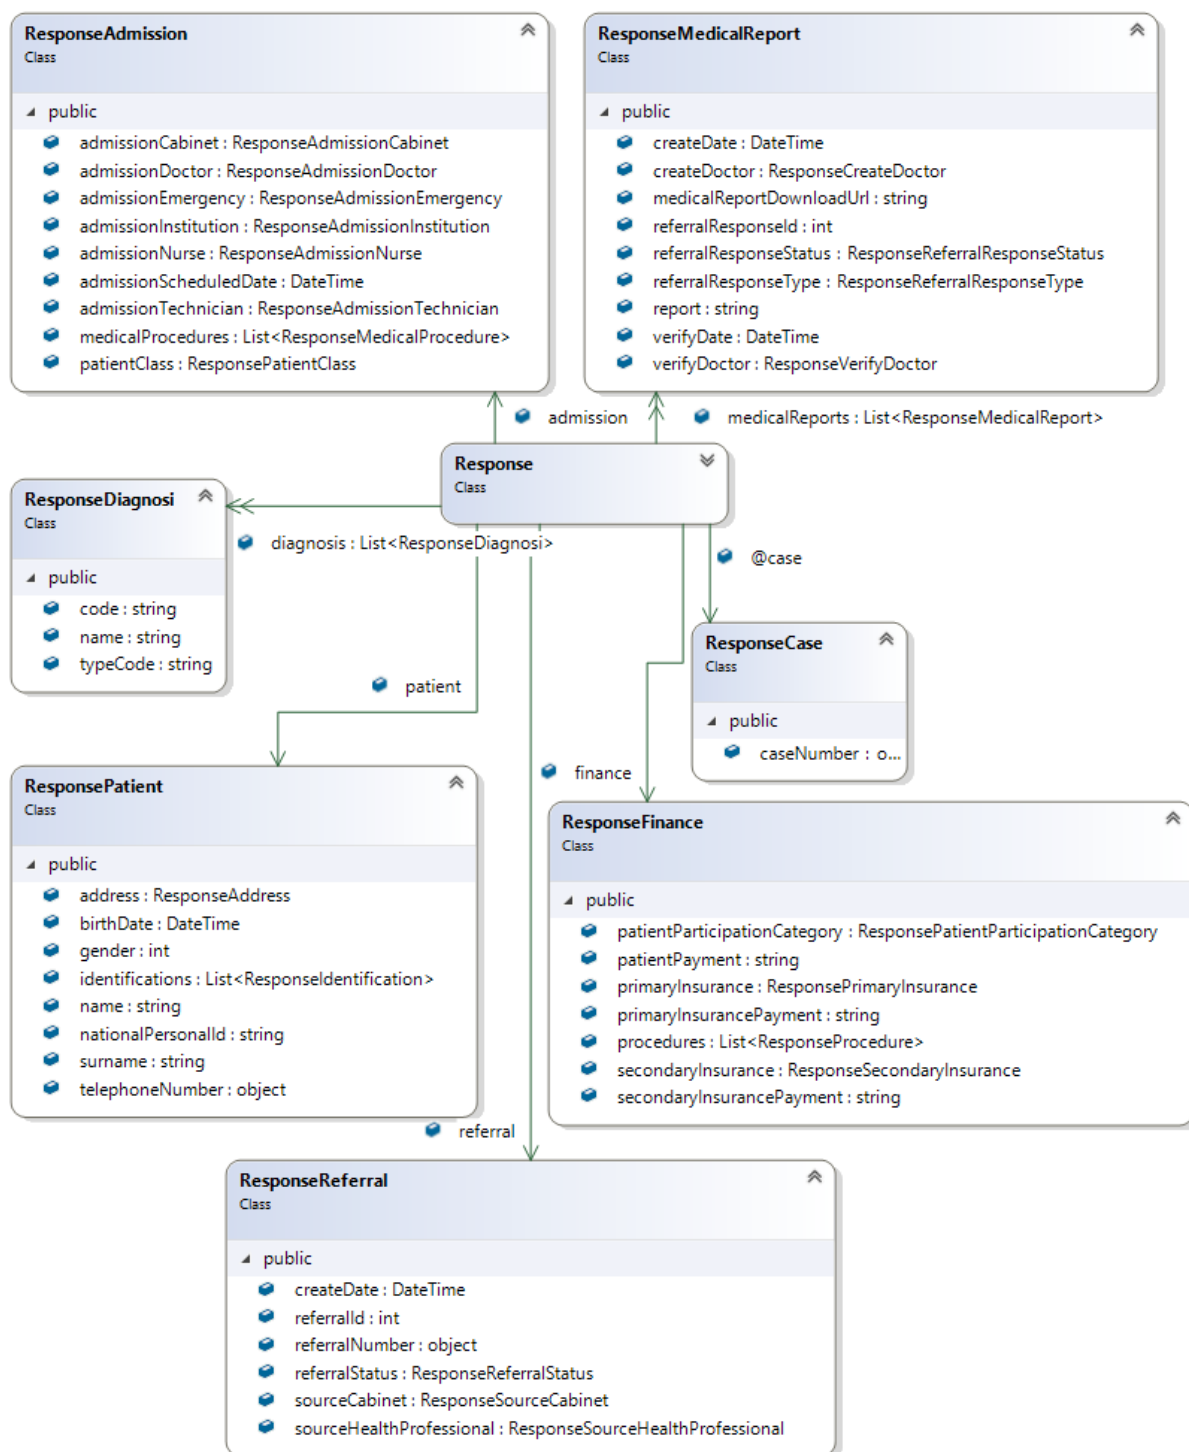 ResponseAdmission
Class
public
admissionCabinet : ResponseAdmissionCabinet
admissionDoctor : ResponseAdmissionDoctor
admissionEmergency : ResponseAdmissionEmergency
admissionInstitution : ResponseAdmissionInstitution
admissionNurse : ResponseAdmissionNurse
admissionScheduledDate : DateTime
admissionTechnician : ResponseAdmissionTechnician
medicalProcedures : List<ResponseMedicalProcedure>
patientClass : ResponsePatientClass
ResponseMedicalReport
Class
public
createDate : DateTime
createDoctor : ResponseCreateDoctor
medicalReportDownloadUrl : string
referralResponseId : int
referralResponseStatus : ResponseReferralResponseStatus
referralResponseType : ResponseReferralResponseType
report : string
verifyDate : DateTime
verifyDoctor : ResponseVerifyDoctor
admission
medicalReports : List<ResponseMedicalReport>
Response
Class
ResponseDiagnosi
Class
public
code : string
name : string
typeCode : string
diagnosis : List<ResponseDiagnosi>
@case
ResponseCase
Class
public
caseNumber : o...
patient
ResponsePatient
Class
public
address : ResponseAddress
birthDate : DateTime
gender : int
identifications : List<ResponseIdentification>
name : string
nationalPersonalId : string
surname : string
telephoneNumber : object
finance
ResponseFinance
Class
public
patientParticipationCategory : ResponsePatientParticipationCategory
patientPayment : string
primaryInsurance : ResponsePrimaryInsurance
primaryInsurancePayment : string
procedures : List<ResponseProcedure>
secondaryInsurance : ResponseSecondaryInsurance
secondaryInsurancePayment : string
referral
ResponseReferral
Class
public
createDate : DateTime
referralId : int
referralNumber : object
referralStatus : ResponseReferralStatus
sourceCabinet : ResponseSourceCabinet
sourceHealthProfessional : ResponseSourceHealthProfessional